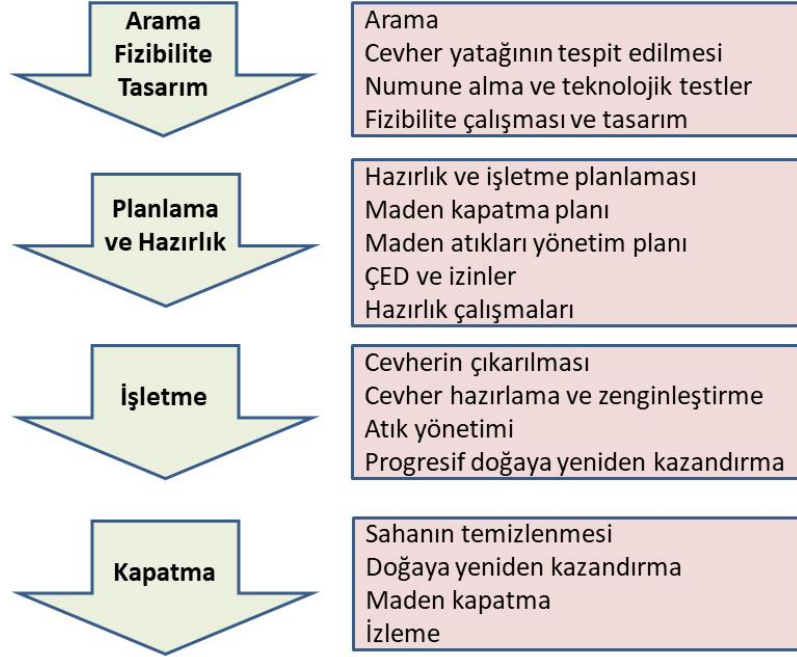 Arama
Fizibilite
Tasarım
Arama
Cevher yatağının tespit edilmesi
Numune alma ve teknolojik testler
Fizibilite çalışması ve tasarım
Planlama
ve Hazırlık
Hazırlık ve işletme planlaması
Maden kapatma planı
Maden atıkları yönetim planı
ÇED ve izinler
Hazırlık çalışmaları
İşletme
Cevherin çıkarılması
Cevher hazırlama ve zenginleştirme
Atık yönetimi
Progresif doğaya yeniden kazandırma
Kapatma
Sahanın temizlenmesi
Doğaya yeniden kazandırma
Maden kapatma
İzleme